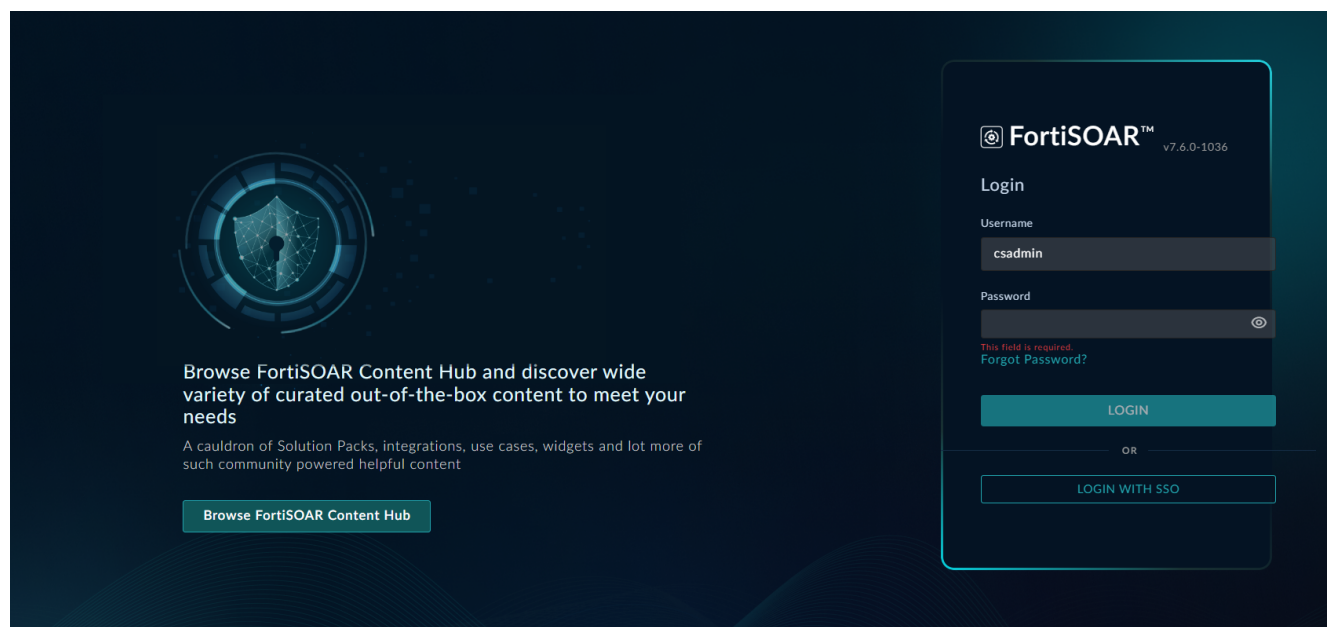 Browse FortiSOAR Content Hub and discover wide
variety of curated out-of-the-box content to meet your
needs
A cauldron of Solution Packs, integrations, use cases, widgets and lot more of
such community powered helpful content
Browse FortiSOAR Content Hub
FortiSOAR™ v7.6.0-1036
Login
Username
csadmin
Password
This field is required.
Forgot Password?
LOGIN
OR
LOGIN WITH SSO